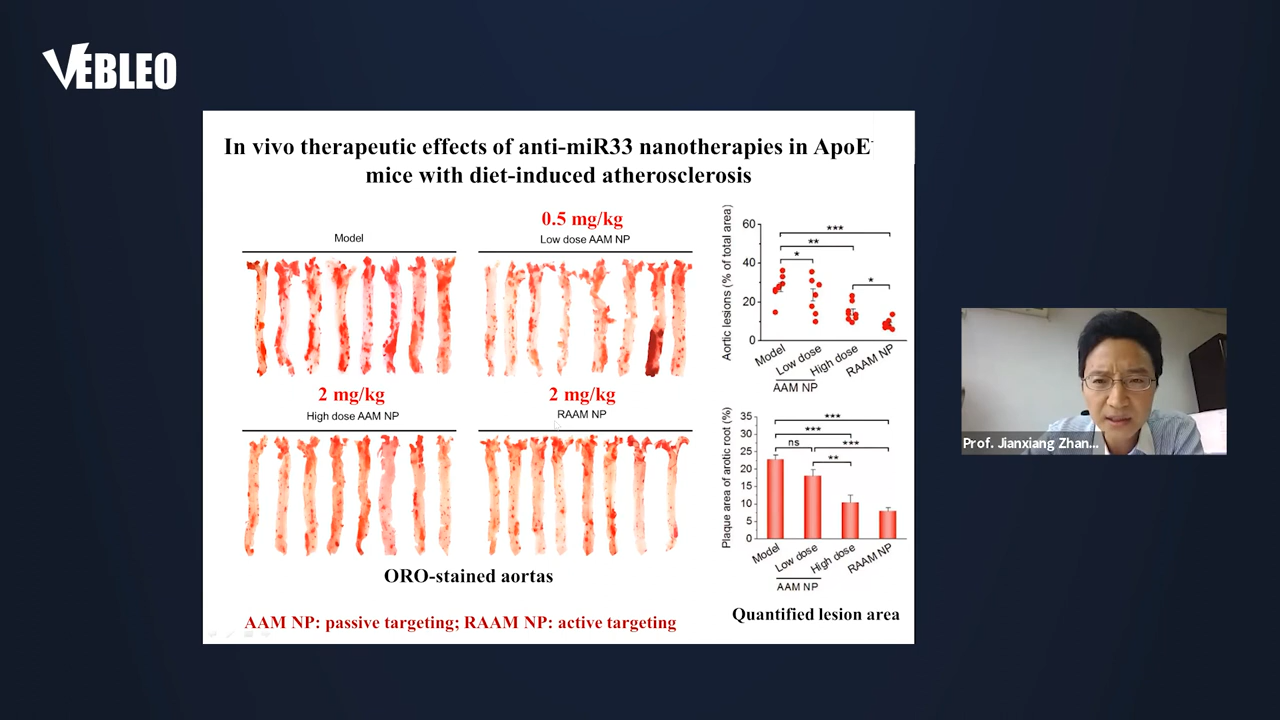 VEBLEO
In vivo therapeutic effects of anti-miR33 nanotherapies in ApoE-
mice with diet-induced atherosclerosis
Model
0.5 mg/kg
Low dose AAM NP
2 mg/kg
High dose AAM NP
2 mg/kg
RAAM NP
ORO-stained aortas
AAM NP: passive targeting; RAAM NP: active targeting
Aortic lesions (% of total area)
60
40
20
0
***
**
*
*
Model
Low dose
High dose
RAAM NP
AAM NP
Plaque area of arotic root (%)
35
30
25
20
15
10
5
0
***
***
ns
***
**
Model
Low dose
High dose
RAAM NP
AAM NP
Quantified lesion area
Prof. Jianxiang Zhan...